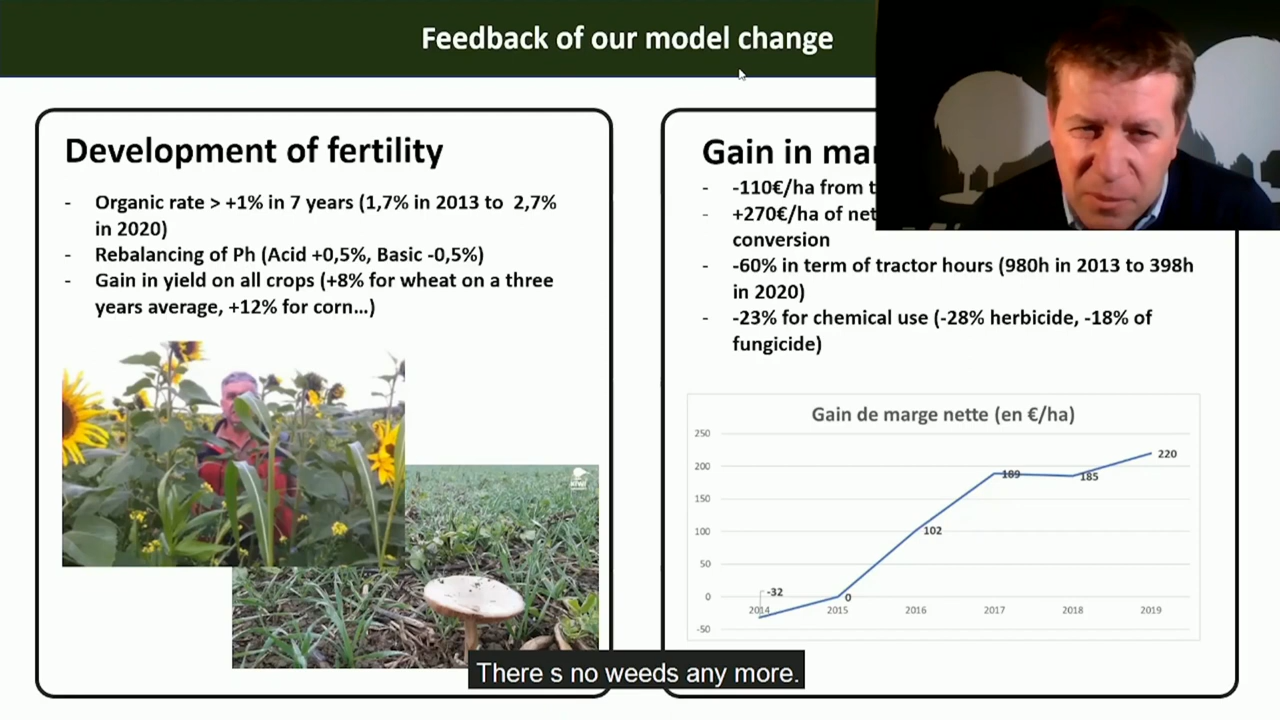 Feedback of our model change
Development of fertility
- Organic rate > +1% in 7 years (1,7% in 2013 to 2,7%
in 2020)
- Rebalancing of Ph (Acid +0,5%, Basic -0,5%)
- Gain in yield on all crops (+8% for wheat on a three
years average, +12% for corn…)
Gain in
- -110€/ha from
- +270€/ha of net
conversion
- -60% in term of tractor hours (980h in 2013 to 398h
in 2020)
- -23% for chemical use (-28% herbicide, -18% of
fungicide)
Gain de marge nette (en €/ha)
250
200
150
100
50
0
-50
-32
0
102
189
185
220
2014 2015 2016 2017 2018 2019
There s no weeds any more.